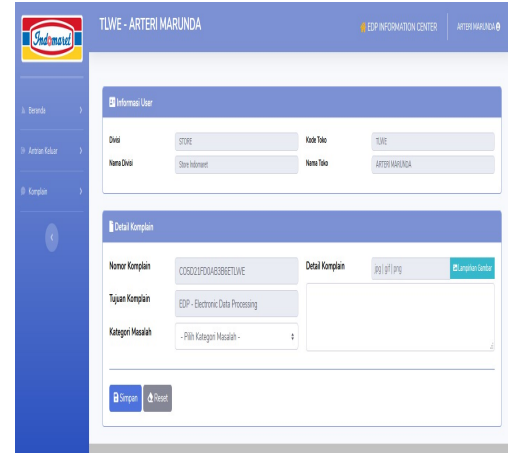 Indomaret
TLWE - ARTERI MARUNDA
EDP INFORMATION CENTER
ARTERI MARUNDA
Beranda
Antrian Keluar
Komplain
Informasi User
Divisi
STORE
Kode Toko
TLWE
Nama Divisi
Store Indomaret
Nama Toko
ARTERI MARUNDA
Detail Komplain
Nomor Komplain
CO5D21FD0AB3B6ETLWE
Detail Komplain
jpg | gif | png
Lampirkan Gambar
Tujuan Komplain
EDP - Electronic Data Processing
Kategori Masalah
- Pilih Kategori Masalah -
Simpan
Reset